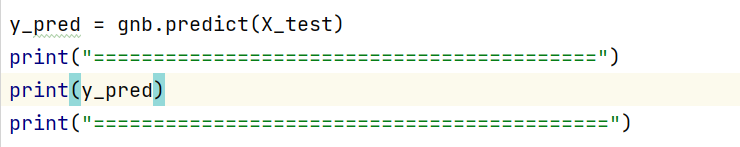 y_pred = gnb.predict(X_test)
print("==========================================")
print(y_pred)
print("===========================================")